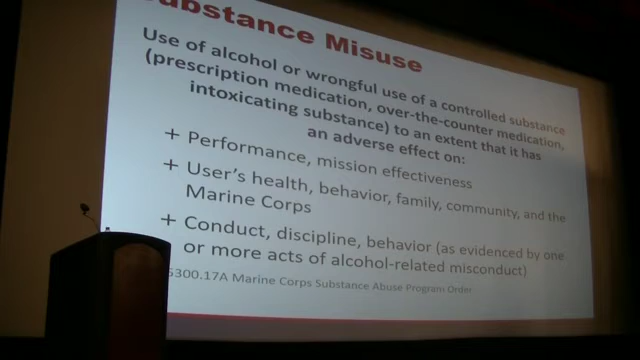 Substance Misuse
Use of alcohol or wrongful use of a controlled substance
(prescription medication, over-the-counter medication,
intoxicating substance) to an extent that it has
an adverse effect on:
+ Performance, mission effectiveness
+ User's health, behavior, family, community, and the
Marine Corps
+ Conduct, discipline, behavior (as evidenced by one
or more acts of alcohol-related misconduct)
5300.17A Marine Corps Substance Abuse Program Order